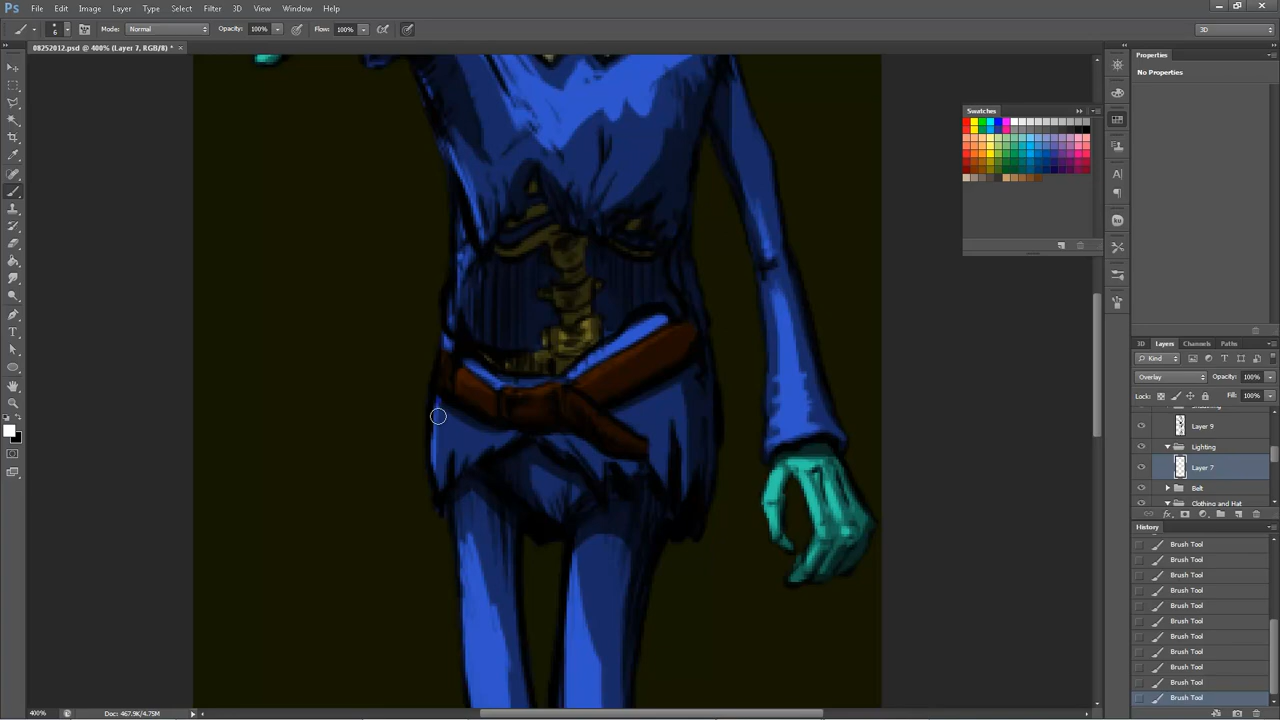 Ps File Edit Image Layer Type Select Filter 3D View Window Help
6 Mode: Normal Opacity: 100% Flow: 100% 3D
08252012.psd @ 400% (Layer 7, RGB/8) * ×
Properties
No Properties
Swatches
Layers Channels Paths
Kind
Overlay Opacity: 100%
Lock: Fill: 100%
Layer 9
Lighting
Layer 7
Belt
Clothing and Hat
History
Brush Tool
Brush Tool
Brush Tool
Brush Tool
Brush Tool
Brush Tool
Brush Tool
Brush Tool
Brush Tool
Brush Tool
Brush Tool
400% Doc: 467.9K/4.75M